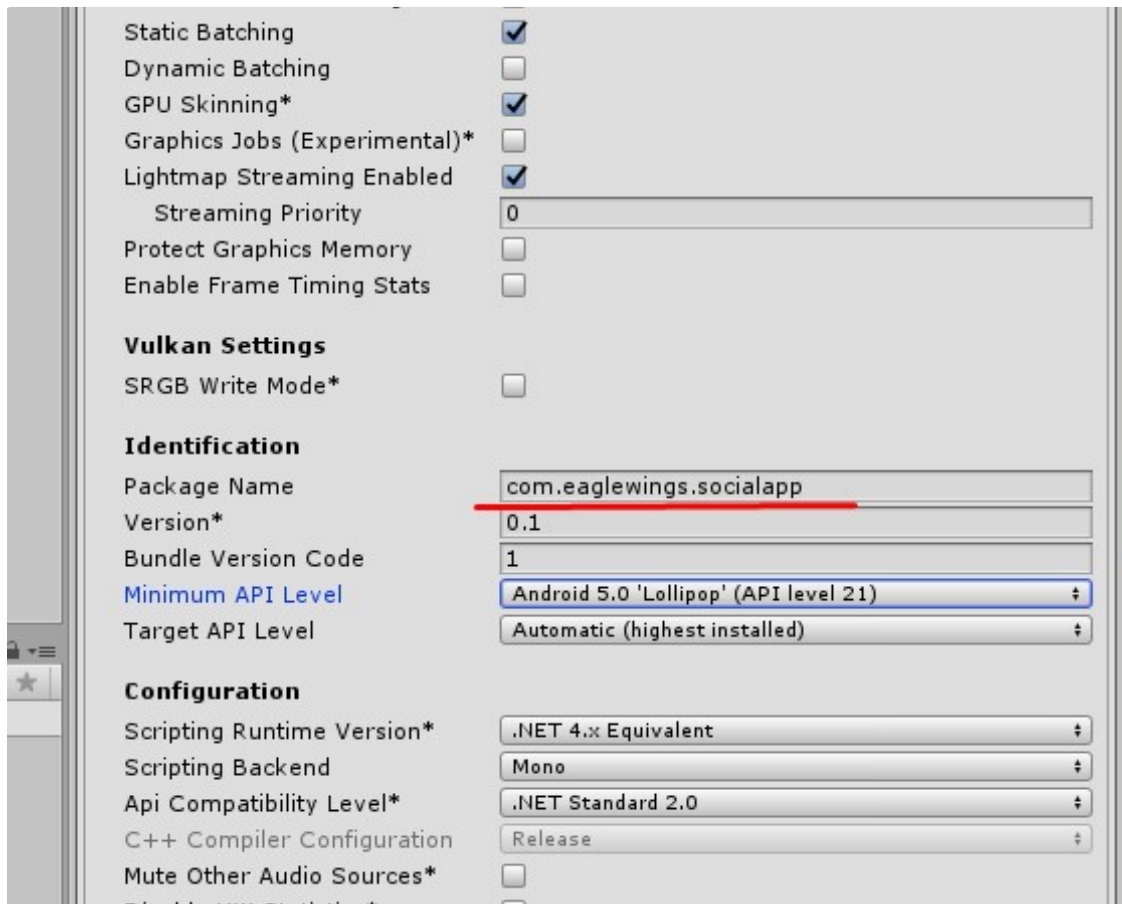 Static Batching
Dynamic Batching
GPU Skinning*
Graphics Jobs (Experimental)*
Lightmap Streaming Enabled
Streaming Priority 0
Protect Graphics Memory
Enable Frame Timing Stats
Vulkan Settings
SRGB Write Mode*
Identification
Package Name com.eaglewings.socialapp
Version* 0.1
Bundle Version Code 1
Minimum API Level Android 5.0 'Lollipop' (API level 21)
Target API Level Automatic (highest installed)
Configuration
Scripting Runtime Version* .NET 4.x Equivalent
Scripting Backend Mono
Api Compatibility Level* .NET Standard 2.0
C++ Compiler Configuration Release
Mute Other Audio Sources*